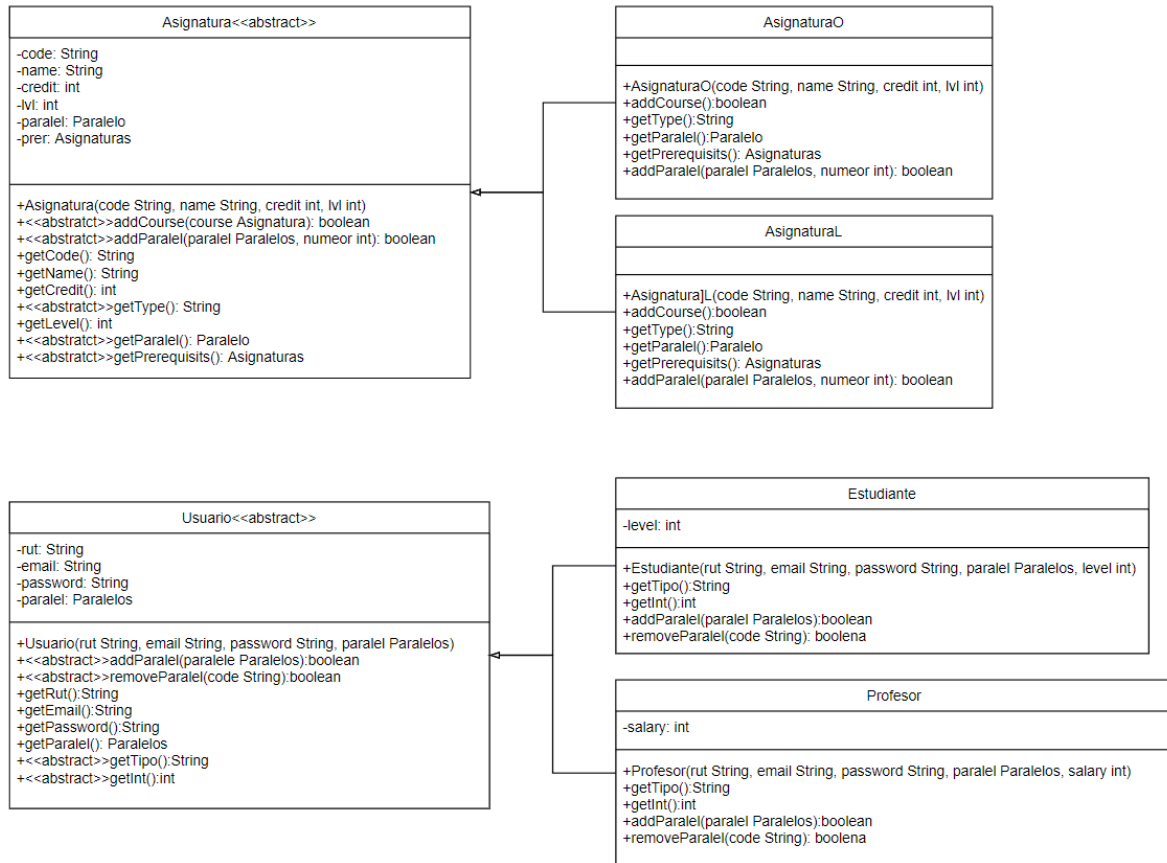 Asignatura<<abstract>>
-code: String
-name: String
-credit: int
-lvl: int
-paralel: Paralelo
-prer: Asignaturas
+Asignatura(code String, name String, credit int, lvl int)
+<<abstratct>>addCourse(course Asignatura): boolean
+<<abstratct>>addParalel(paralel Paralelos, numeor int): boolean
+getCode(): String
+getName(): String
+getCredit(): int
+<<abstratct>>getType(): String
+getLevel(): int
+<<abstratct>>getParalel(): Paralelo
+<<abstratct>>getPrerequisits(): Asignaturas
AsignaturaO
+AsignaturaO(code String, name String, credit int, lvl int)
+addCourse():boolean
+getType():String
+getParalel():Paralelo
+getPrerequisits(): Asignaturas
+addParalel(paralel Paralelos, numeor int): boolean
AsignaturaL
+Asignatura]L(code String, name String, credit int, lvl int)
+addCourse():boolean
+getType():String
+getParalel():Paralelo
+getPrerequisits(): Asignaturas
+addParalel(paralel Paralelos, numeor int): boolean
Usuario<<abstract>>
-rut: String
-email: String
-password: String
-paralel: Paralelos
+Usuario(rut String, email String, password String, paralel Paralelos)
+<<abstract>>addParalel(paralele Paralelos):boolean
+<<abstract>>removeParalel(code String):boolean
+getRut():String
+getEmail():String
+getPassword():String
+getParalel(): Paralelos
+<<abstract>>getTipo():String
+<<abstract>>getInt():int
Estudiante
-level: int
+Estudiante(rut String, email String, password String, paralel Paralelos, level int)
+getTipo():String
+getInt():int
+addParalel(paralel Paralelos):boolean
+removeParalel(code String): boolena
Profesor
-salary: int
+Profesor(rut String, email String, password String, paralel Paralelos, salary int)
+getTipo():String
+getInt():int
+addParalel(paralel Paralelos):boolean
+removeParalel(code String): boolena